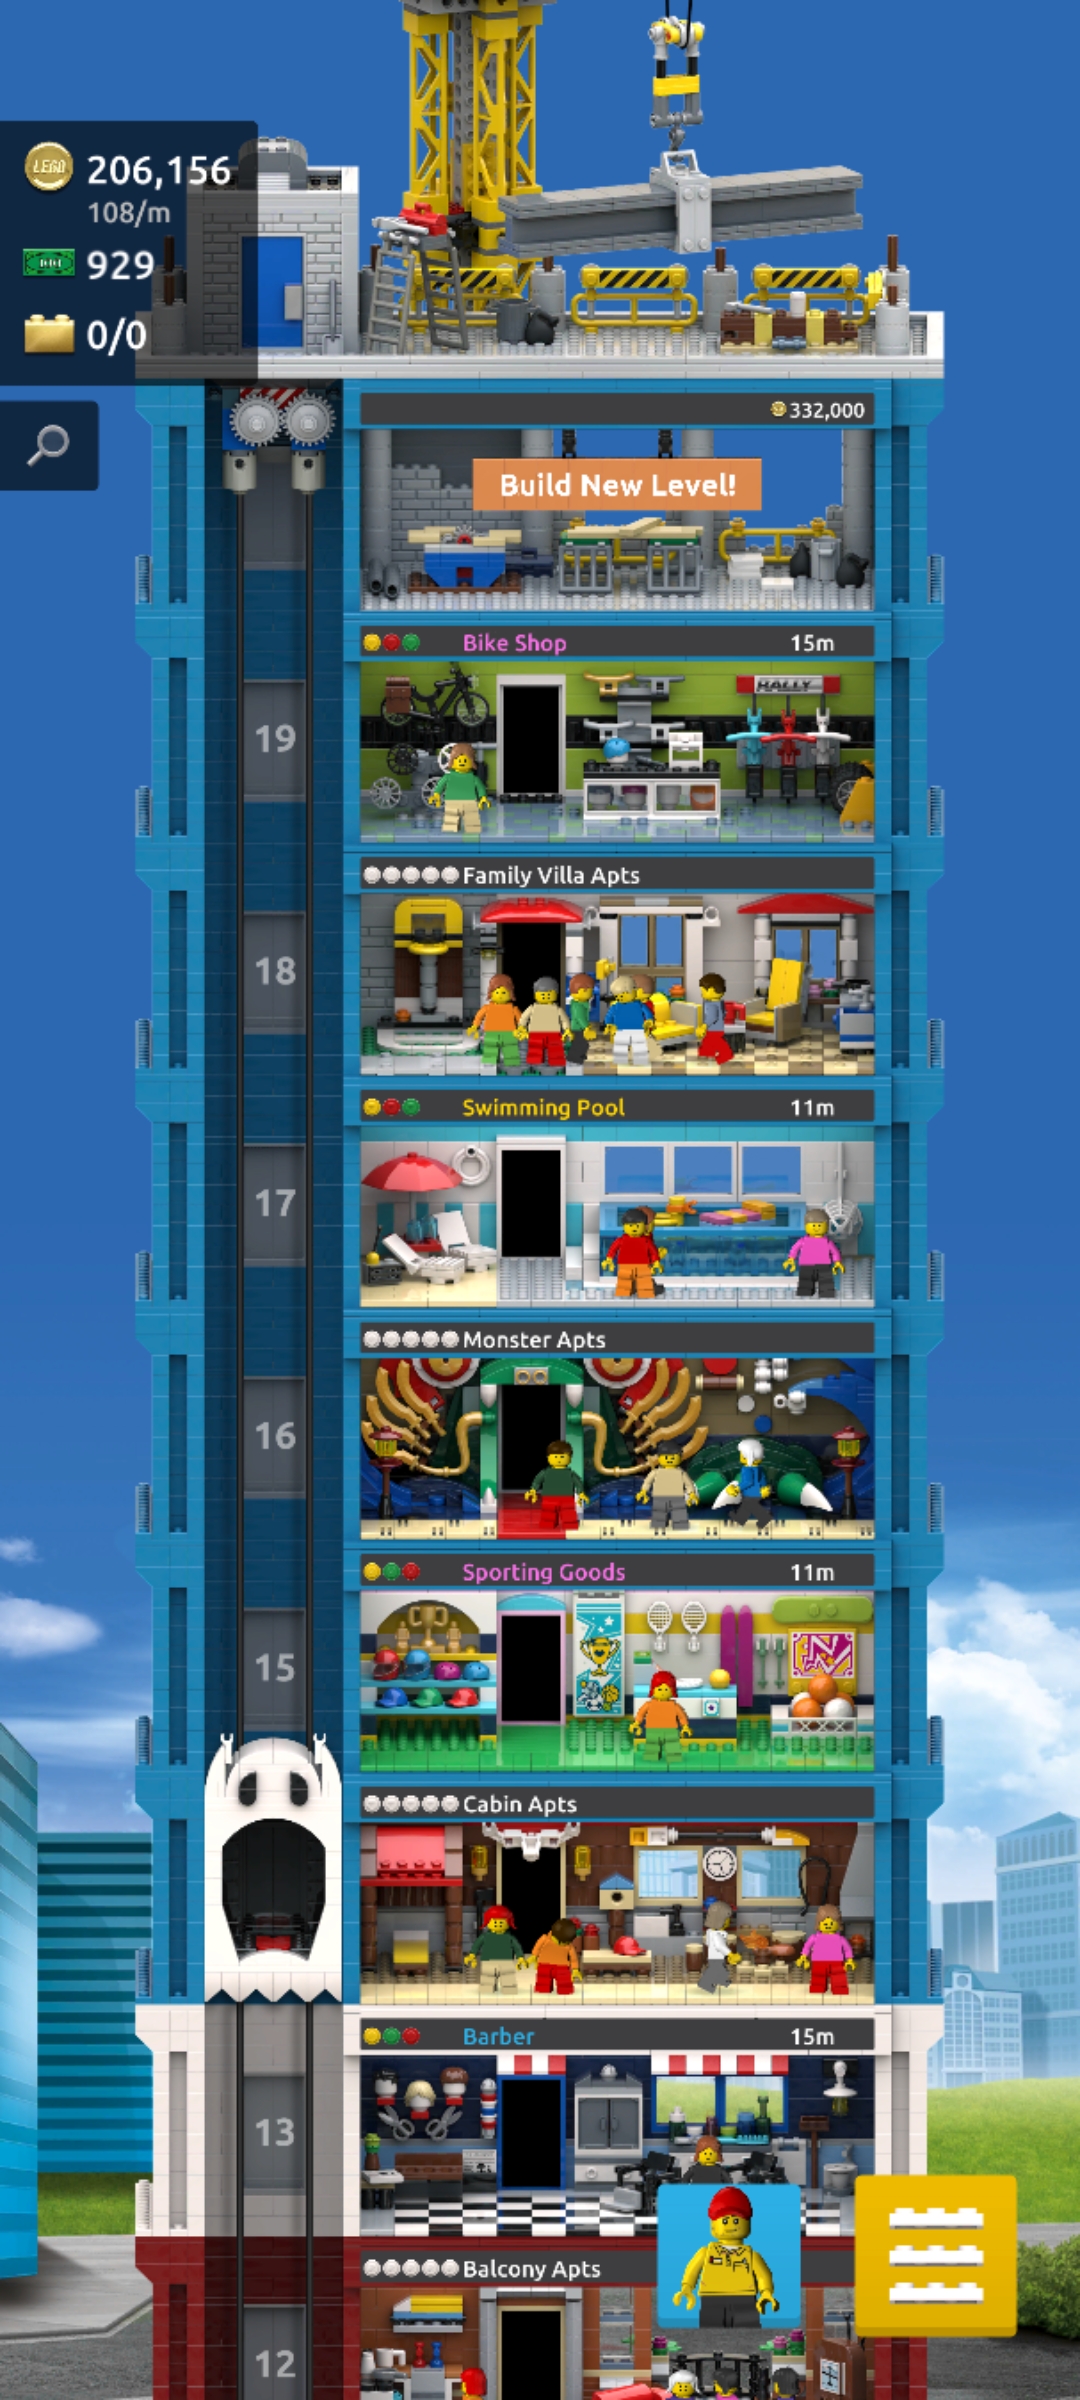 LEGO
206,156
108/m
929
0/0
332,000
Build New Level!
Bike Shop 15m
RALLY
19
Family Villa Apts
18
Swimming Pool 11m
17
Monster Apts
16
Sporting Goods 11m
15
Cabin Apts
Barber 15m
13
Balcony Apts
12